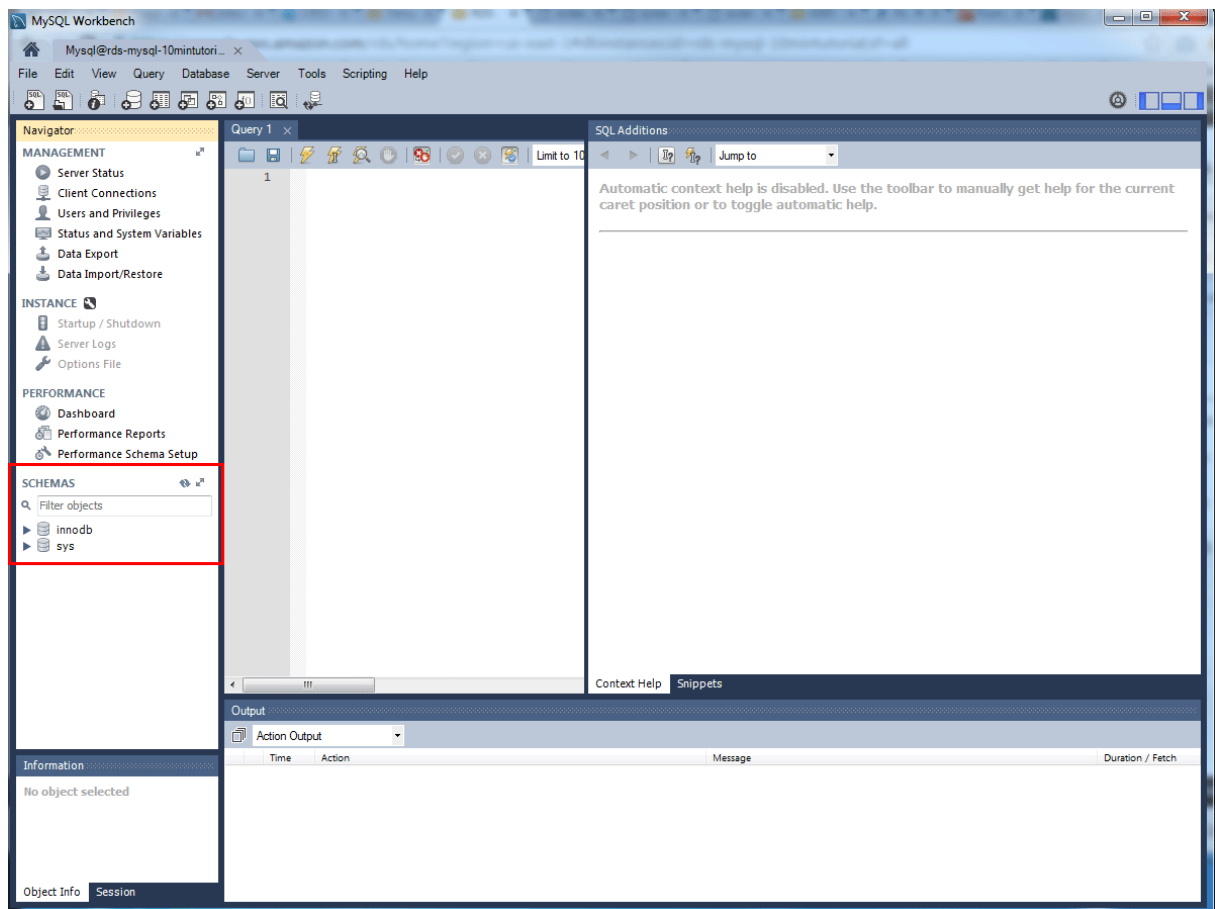 MySQL Workbench
Mysql@rds-mysql-10mintutori...
File Edit View Query Database Server Tools Scripting Help
Navigator
MANAGEMENT
Server Status
Client Connections
Users and Privileges
Status and System Variables
Data Export
Data Import/Restore
INSTANCE
Startup / Shutdown
Server Logs
Options File
PERFORMANCE
Dashboard
Performance Reports
Performance Schema Setup
SCHEMAS
Filter objects
innodb
sys
Information
No object selected
Object Info Session
Query 1
Limit to 10
1
SQL Additions
Jump to
Automatic context help is disabled. Use the toolbar to manually get help for the current
caret position or to toggle automatic help.
Context Help Snippets
Output
Action Output
Time Action Message Duration / Fetch